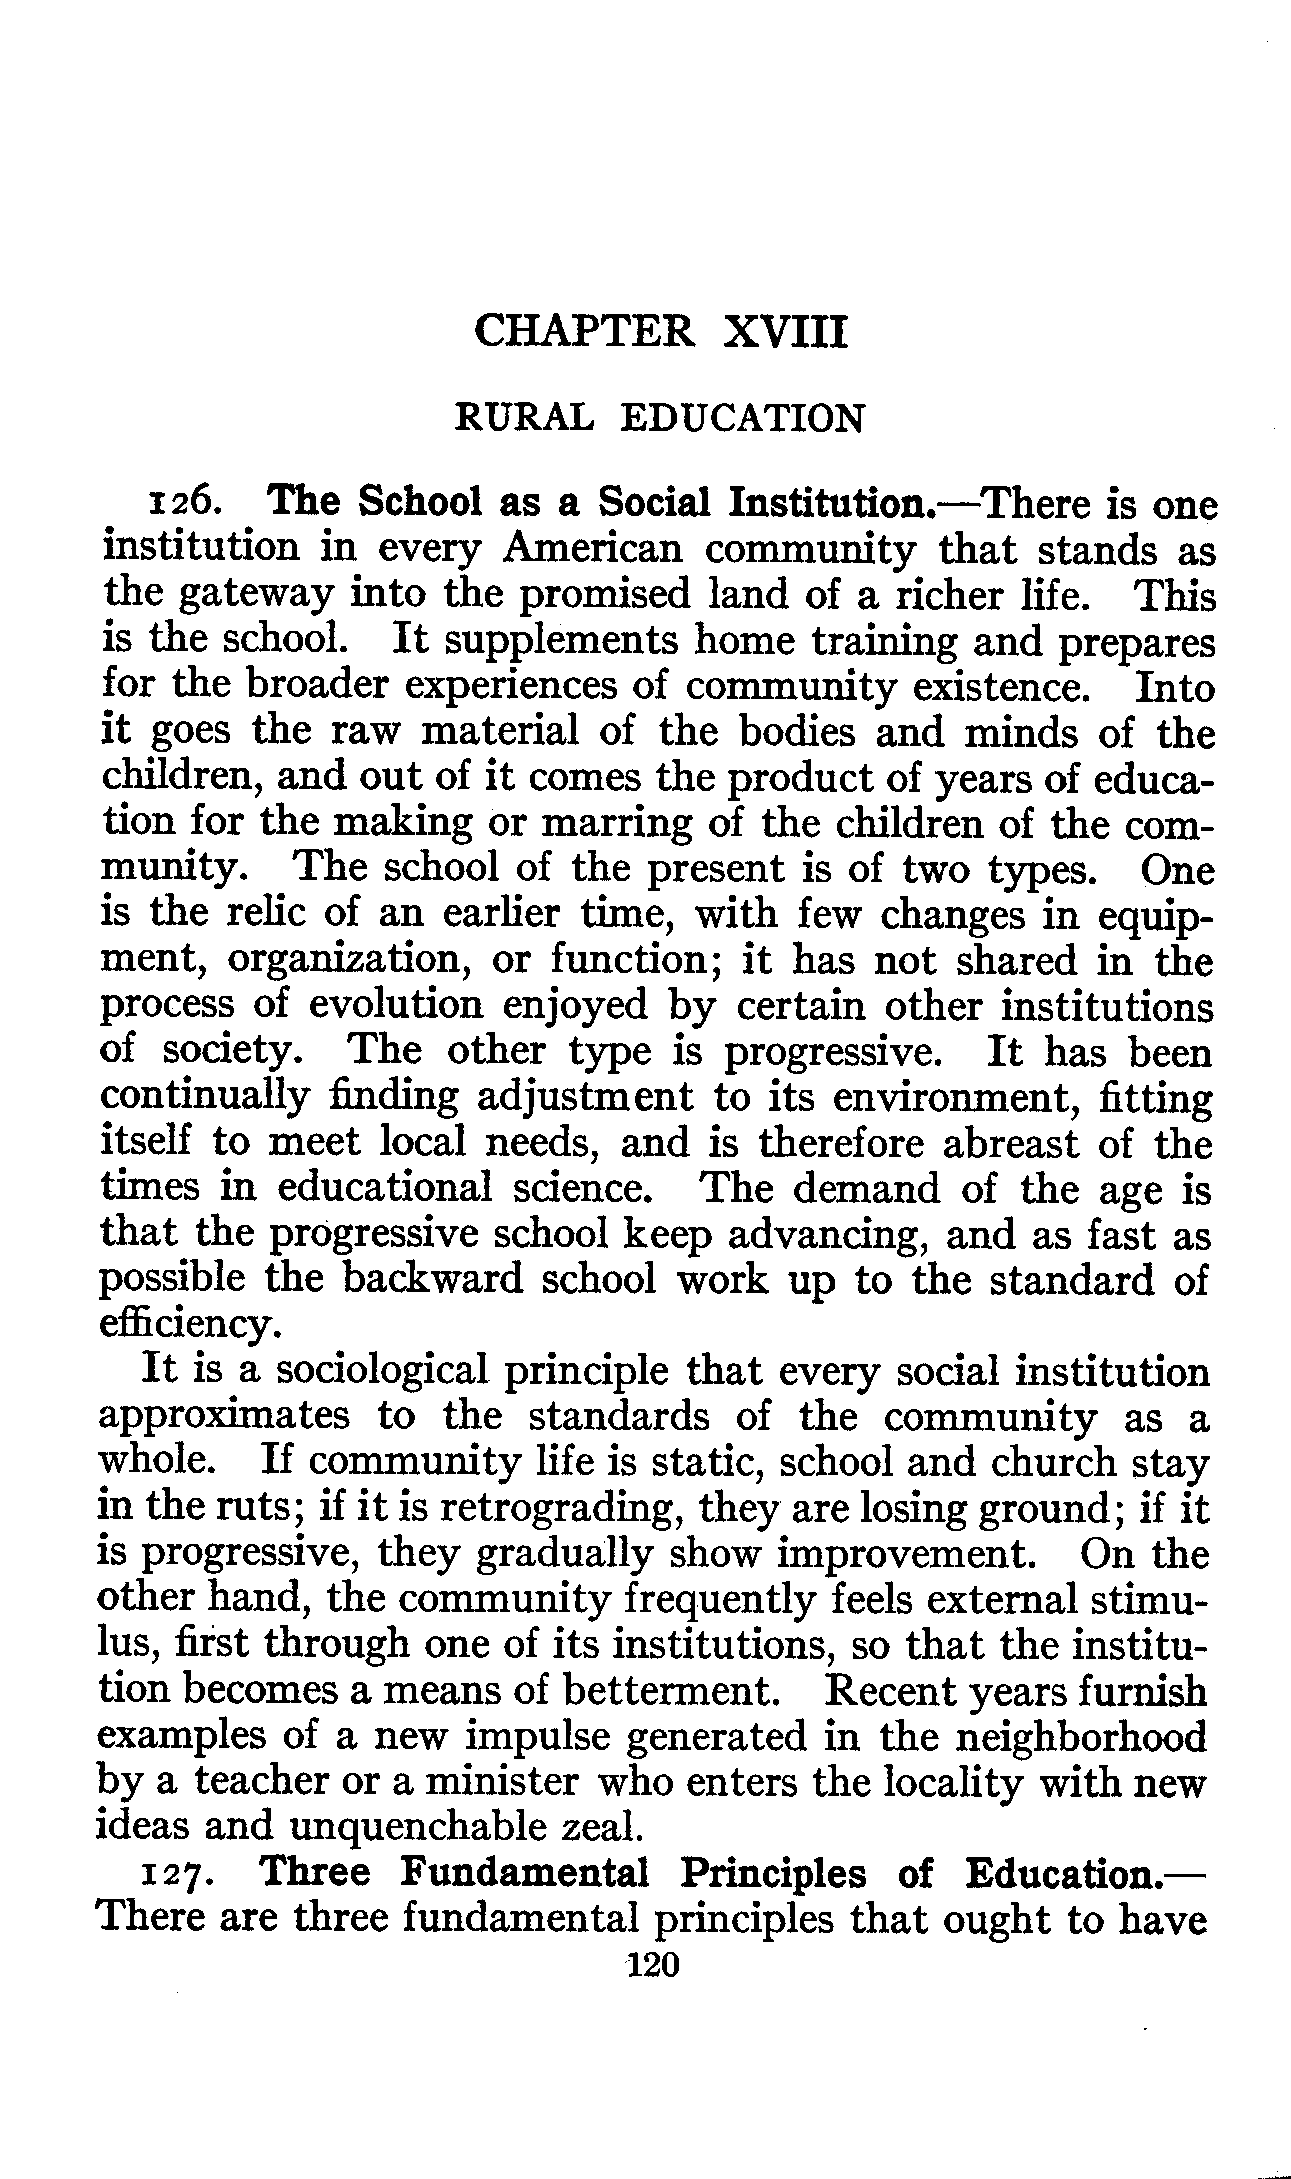 CHAPTER XVIII
RURAL EDUCATION
126. The School as a Social Institution.—There is one
institution in every American community that stands as
the gateway into the promised land of a richer life. This
is the school. It supplements home training and prepares
for the broader experiences of community existence. Into
it goes the raw material of the bodies and minds of the
children, and out of it comes the product of years of educa-
tion for the making or marring of the children of the com-
munity. The school of the present is of two types. One
is the relic of an earlier time, with few changes in equip-
ment, organization, or function; it has not shared in the
process of evolution enjoyed by certain other institutions
of society. The other type is progressive. It has been
continually finding adjustment to its environment, fitting
itself to meet local needs, and is therefore abreast of the
times in educational science. The demand of the age is
that the progressive school keep advancing, and as fast as
possible the backward school work up to the standard of
efficiency.
It is a sociological principle that every social institution
approximates to the standards of the community as a
whole. If community life is static, school and church stay
in the ruts; if it is retrograding, they are losing ground; if it
is progressive, they gradually show improvement. On the
other hand, the community frequently feels external stimu-
lus, first through one of its institutions, so that the institu-
tion becomes a means of betterment. Recent years furnish
examples of a new impulse generated in the neighborhood
by a teacher or a minister who enters the locality with new
ideas and unquenchable zeal.
127. Three Fundamental Principles of Education.—
There are three fundamental principles that ought to have
120